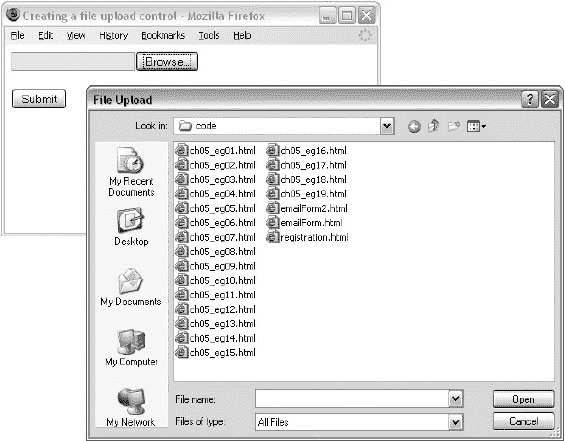 Creating a file upload control - Mozilla Firefox
File Edit View History Bookmarks Tools Help
Browse...
Submit
File Upload
Look in: code
My Recent Documents
Desktop
My Documents
My Computer
My Network
ch05_eg01.html
ch05_eg02.html
ch05_eg03.html
ch05_eg04.html
ch05_eg05.html
ch05_eg06.html
ch05_eg07.html
ch05_eg08.html
ch05_eg09.html
ch05_eg10.html
ch05_eg11.html
ch05_eg12.html
ch05_eg13.html
ch05_eg14.html
ch05_eg15.html
ch05_eg16.html
ch05_eg17.html
ch05_eg18.html
ch05_eg19.html
emailForm2.html
emailForm.html
registration.html
File name: Open
Files of type: All Files Cancel